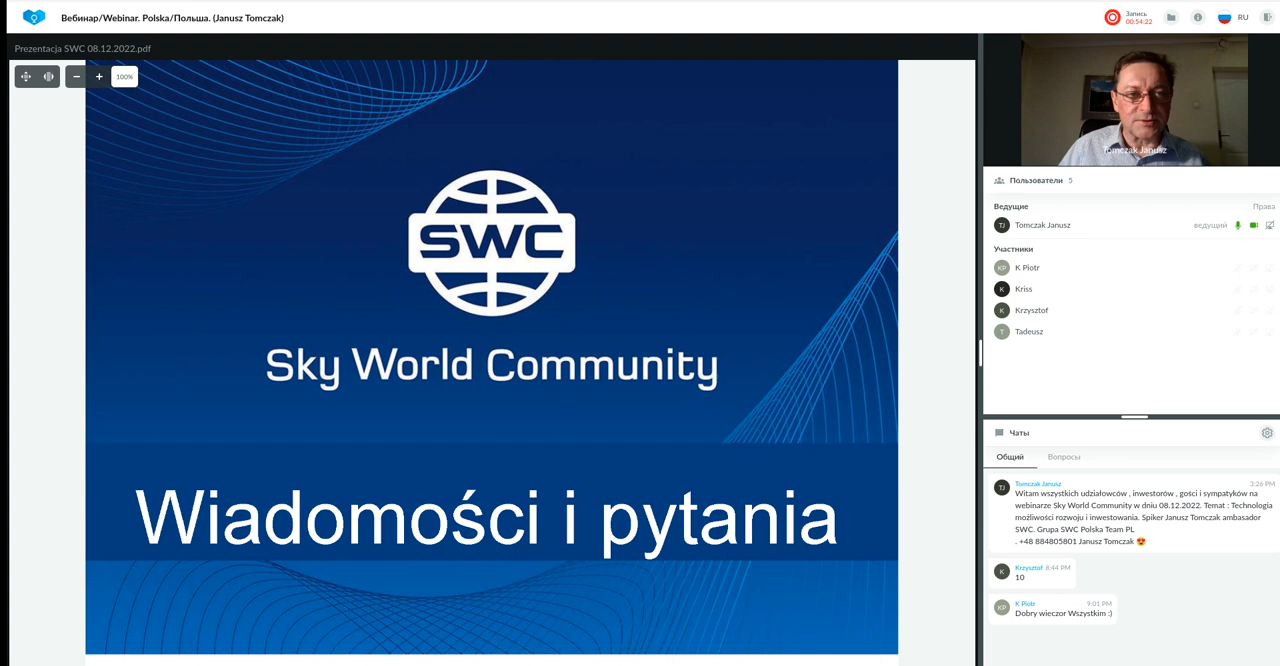 Вебинар/Webinar. Polska/Польша. (Janusz Tomczak)
Запись
00:54:22
RU
Prezentacja SWC 08.12.2022.pdf
100%
SWC
Sky World Community
Wiadomości i pytania
Tomczak Janusz
Пользователи 5
Ведущие Права
TJ Tomczak Janusz ведущий
Участники
KP K Piotr
K Kriss
K Krzysztof
T Tadeusz
Чаты
Общий Вопросы
TJ Tomczak Janusz 3:26 PM
Witam wszystkich udziałowców , inwestorów , gości i sympatyków na
webinarze Sky World Community w dniu 08.12.2022. Temat : Technologia
możliwości rozwoju i inwestowania. Spiker Janusz Tomczak ambasador
SWC. Grupa SWC Polska Team PL
. +48 884805801 Janusz Tomczak 😍
K Krzysztof 8:44 PM
10
KP K Piotr 9:01 PM
Dobry wieczor Wszystkim :)